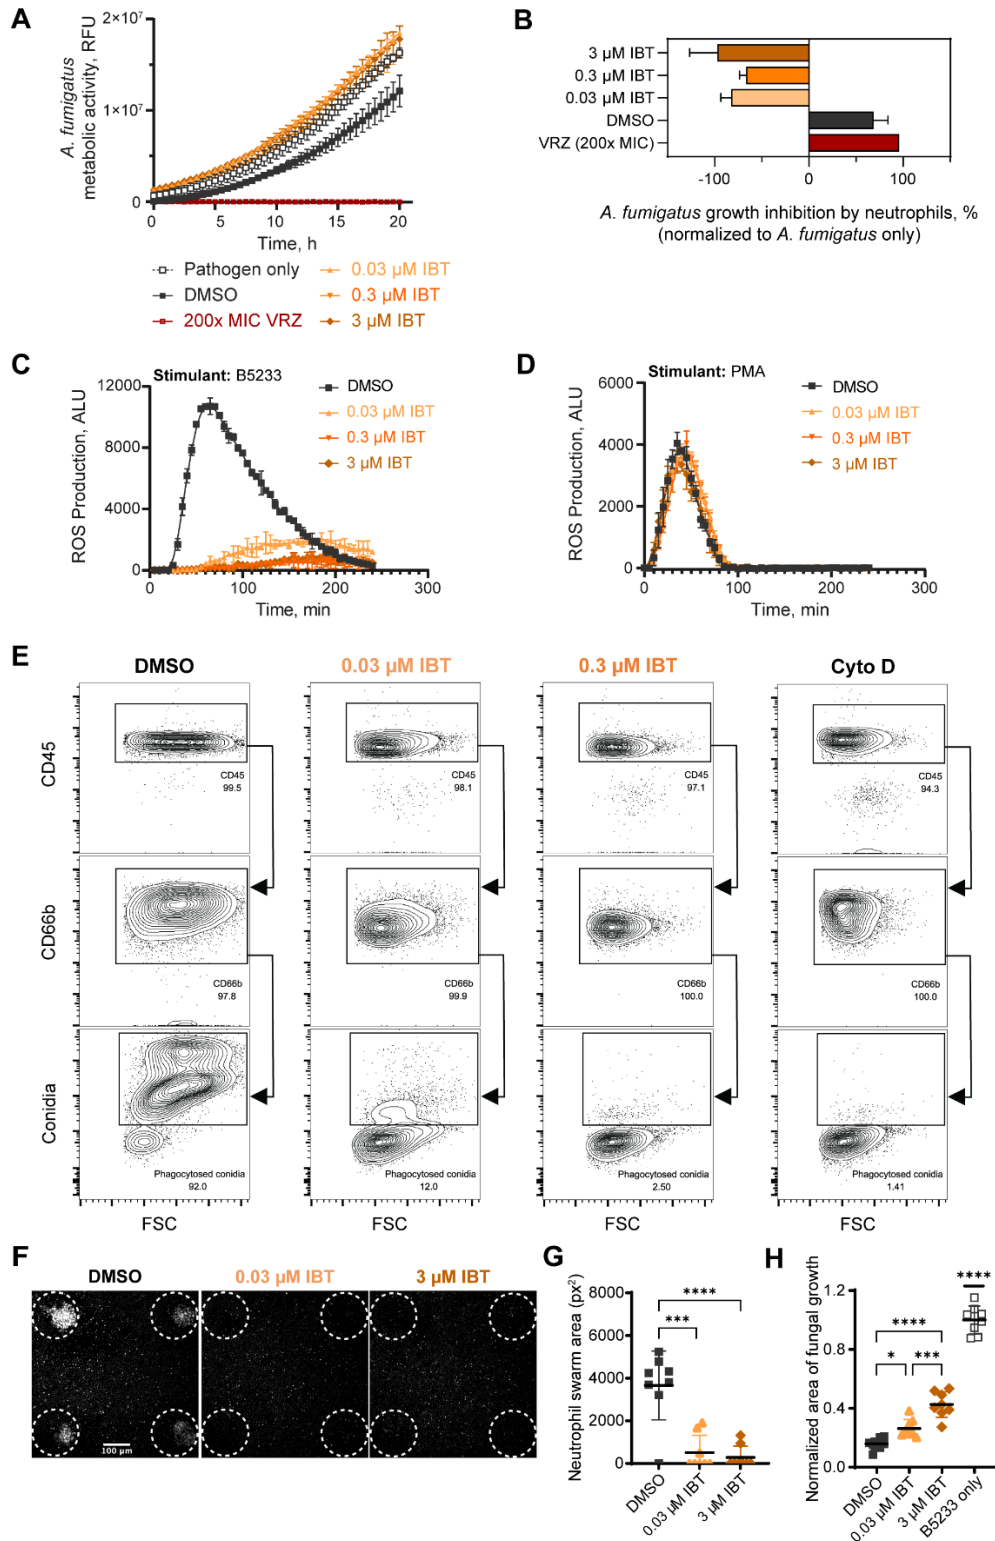 A
A. fumigatus
metabolic activity, RFU
2×10⁷
1×10⁷
0
0
5
10
15
20
Time, h
Pathogen only
DMSO
200x MIC VRZ
0.03 µM IBT
0.3 µM IBT
3 µM IBT
B
3 µM IBT
0.3 µM IBT
0.03 µM IBT
DMSO
VRZ (200x MIC)
-100
0
100
A. fumigatus growth inhibition by neutrophils, %
(normalized to A. fumigatus only)
C
Stimulant: B5233
ROS Production, ALU
12000
8000
4000
0
0
100
200
300
Time, min
DMSO
0.03 µM IBT
0.3 µM IBT
3 µM IBT
D
Stimulant: PMA
ROS Production, ALU
6000
4000
2000
0
0
100
200
300
Time, min
DMSO
0.03 µM IBT
0.3 µM IBT
3 µM IBT
E
DMSO
0.03 µM IBT
0.3 µM IBT
Cyto D
CD45
CD45
99.5
CD45
98.1
CD45
97.1
CD45
94.3
CD66b
CD66b
97.8
CD66b
99.9
CD66b
100.0
CD66b
100.0
Conidia
Phagocytosed conidia
92.0
Phagocytosed conidia
12.0
Phagocytosed conidia
2.50
Phagocytosed conidia
1.41
FSC
FSC
FSC
FSC
F
DMSO
0.03 µM IBT
3 µM IBT
100 µm
G
Neutrophil swarm area (px²)
8000
6000
4000
2000
0
****
***
DMSO
0.03 µM IBT
3 µM IBT
H
Normalized area of fungal growth
1.2
0.8
0.4
0.0
****
****
*
***
DMSO
0.03 µM IBT
3 µM IBT
B5233 only